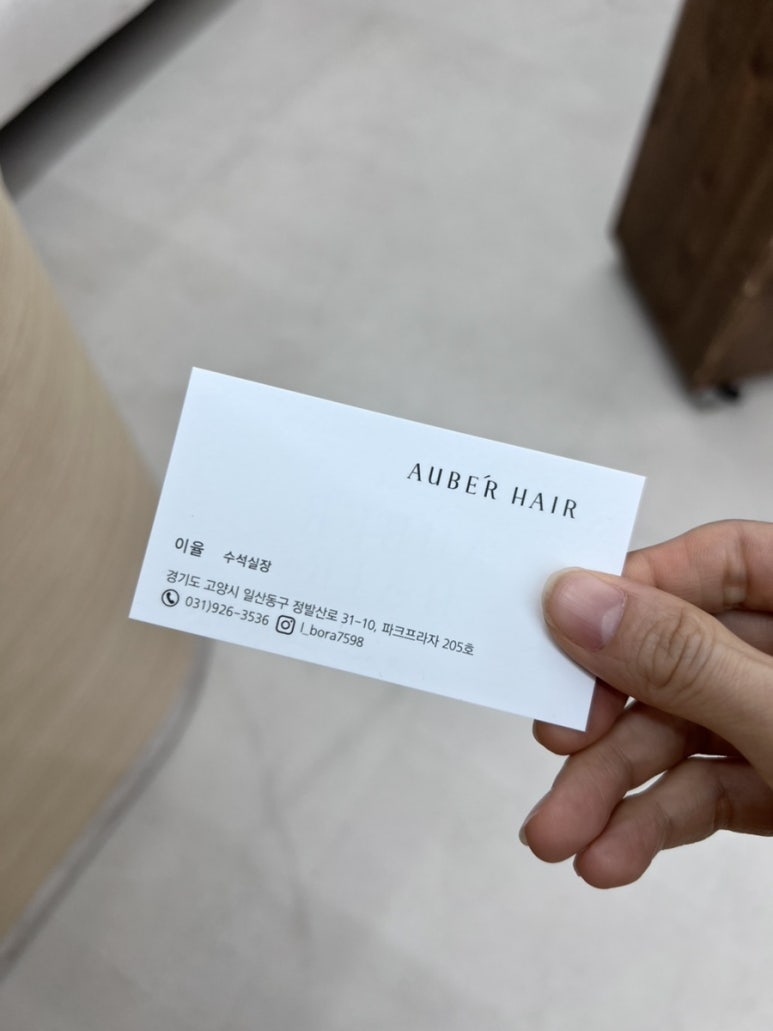 AUBÉR HAIR
이율 수석실장
경기도 고양시 일산동구 정발산로 31-10, 파크프라자 205호
031)926-3536 l_bora7598